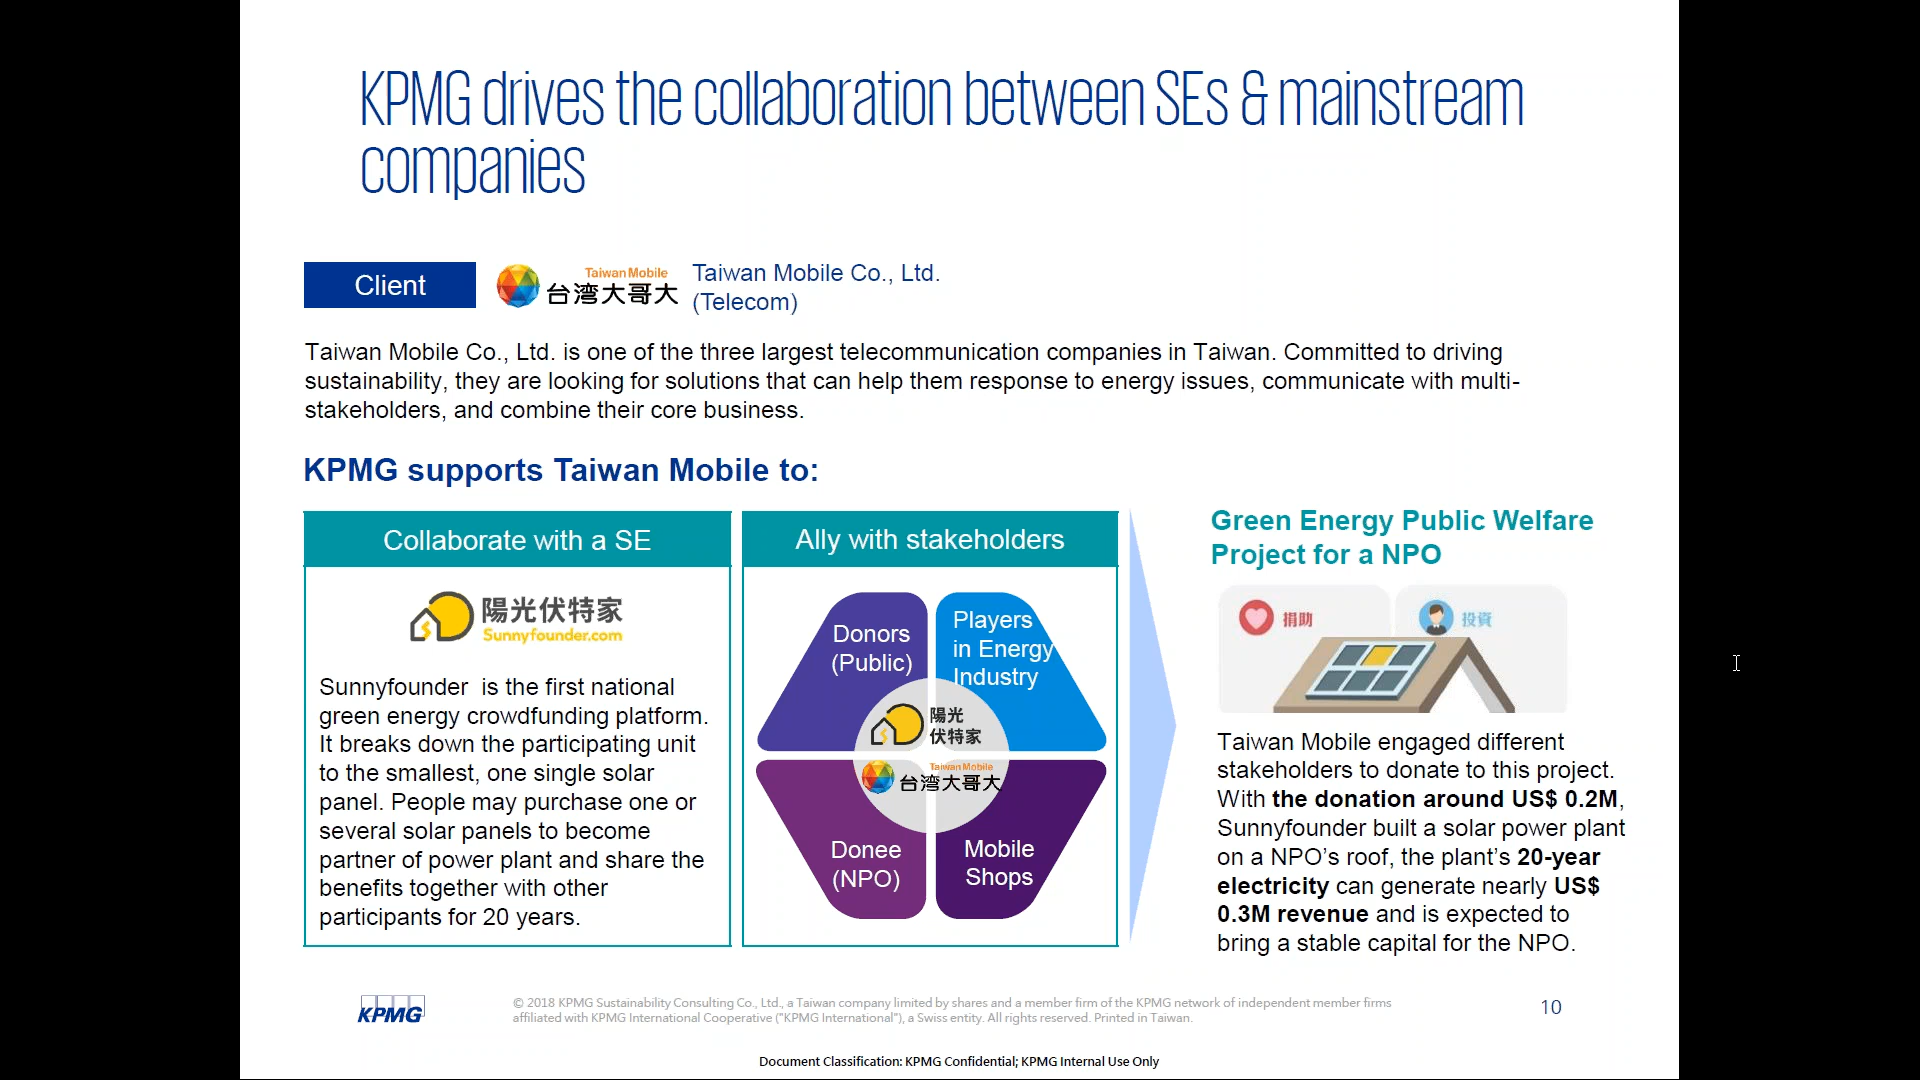 KPMG drives the collaboration between SEs & mainstream
companies
Client
Taiwan Mobile
台湾大哥大
Taiwan Mobile Co., Ltd.
(Telecom)
Taiwan Mobile Co., Ltd. is one of the three largest telecommunication companies in Taiwan. Committed to driving
sustainability, they are looking for solutions that can help them response to energy issues, communicate with multi-
stakeholders, and combine their core business.
KPMG supports Taiwan Mobile to:
Collaborate with a SE
陽光伏特家
Sunnyfounder.com
Sunnyfounder  is the first national
green energy crowdfunding platform.
It breaks down the participating unit
to the smallest, one single solar
panel. People may purchase one or
several solar panels to become
partner of power plant and share the
benefits together with other
participants for 20 years.
Ally with stakeholders
Donors
(Public)
Players
in Energy
Industry
陽光
伏特家
Taiwan Mobile
台湾大哥大
Donee
(NPO)
Mobile
Shops
Green Energy Public Welfare
Project for a NPO
捐助
投資
Taiwan Mobile engaged different
stakeholders to donate to this project.
With the donation around US$ 0.2M,
Sunnyfounder built a solar power plant
on a NPO's roof, the plant's 20-year
electricity can generate nearly US$
0.3M revenue and is expected to
bring a stable capital for the NPO.
KPMG
© 2018 KPMG Sustainability Consulting Co., Ltd., a Taiwan company limited by shares and a member firm of the KPMG network of independent member firms
affiliated with KPMG International Cooperative ("KPMG International"), a Swiss entity. All rights reserved. Printed in Taiwan.
10
Document Classification: KPMG Confidential; KPMG Internal Use Only